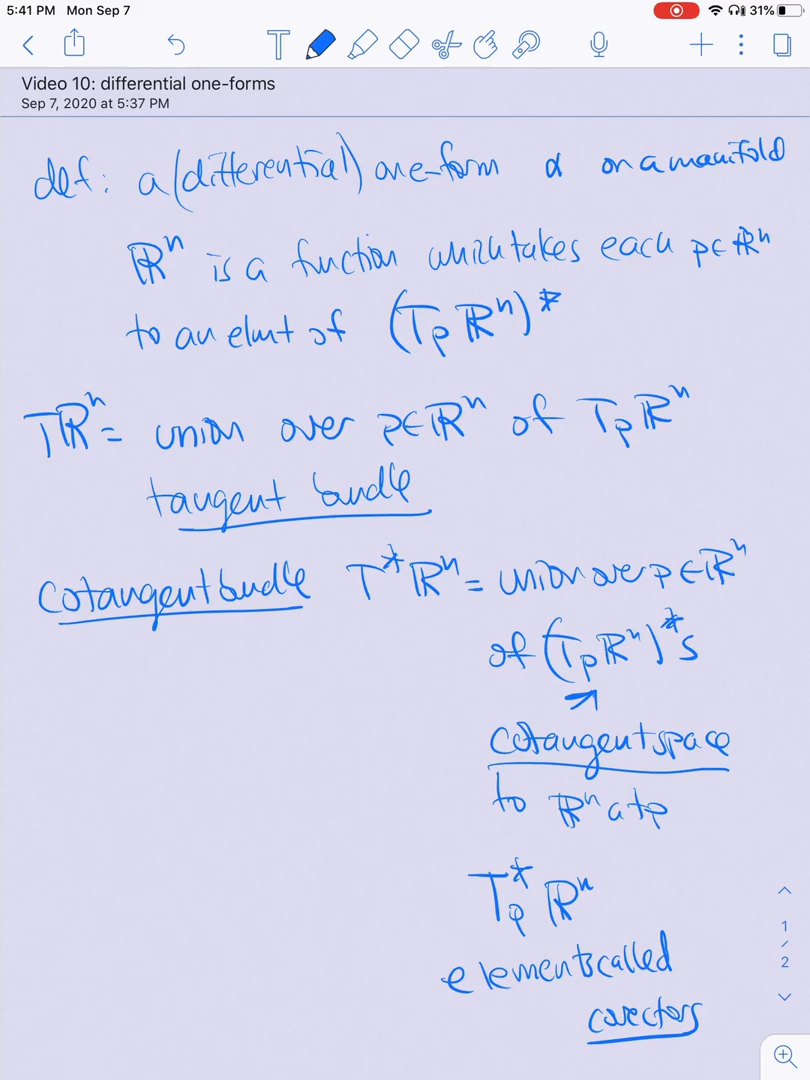 5:41 PM Mon Sep 7
31%
T
Video 10: differential one-forms
Sep 7, 2020 at 5:37 PM
def: a (differential) one-form α on a manifold
ℝⁿ is a function which takes each p∈ℝⁿ
to an elmt of (Tₚℝⁿ)*
Tℝⁿ = union over p∈ℝⁿ of Tₚℝⁿ
tangent bundle
cotangent bundle T*ℝⁿ = union over p∈ℝⁿ
of (Tₚℝⁿ)*s
cotangent space
to ℝⁿ at p
Tₚ*ℝⁿ
elements called
covectors
1
/
2